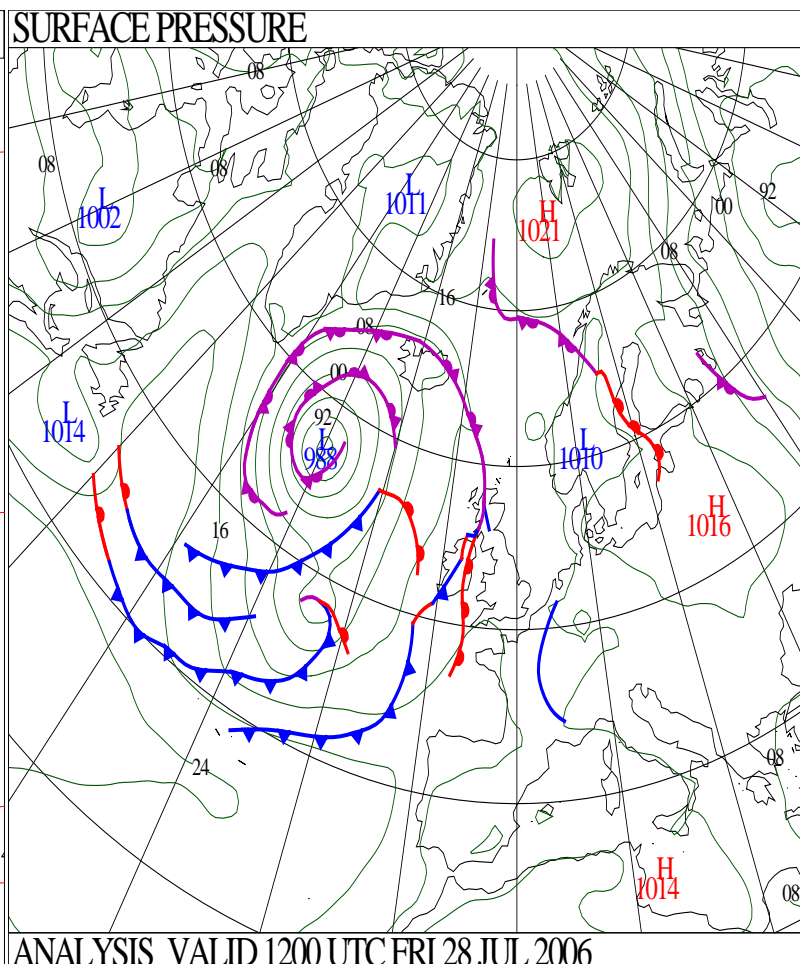 SURFACE PRESSURE
08
08
08
L
1002
L
1011
H
1021
92
00
08
16
08
00
L
1014
92
L
988
L
1010
H
1016
16
24
08
H
1014
08
ANALYSIS VALID 1200 UTC FRI 28 JUL 2006